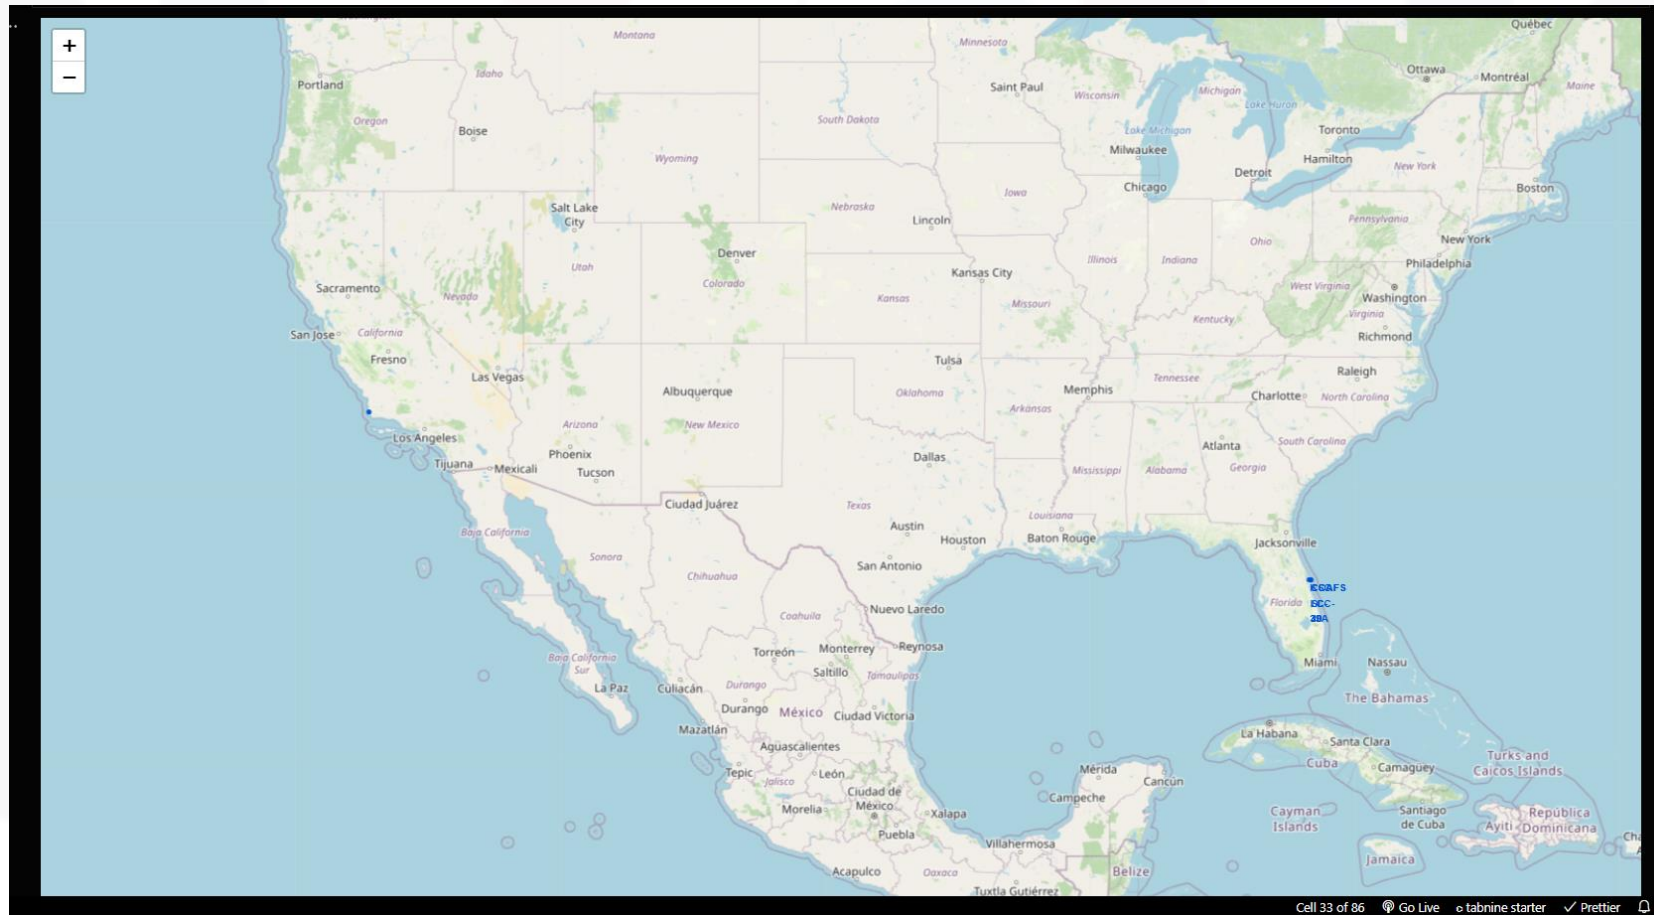 ..
+
−
Québec
Montana
Minnesota
Ottawa
Montréal
Idaho
Portland
Saint Paul
Wisconsin
Michigan
Maine
Lake Huron
Oregon
Boise
South Dakota
Lake Michigan
Toronto
Milwaukee
Hamilton
Wyoming
New York
Detroit
Chicago
Boston
Iowa
Salt Lake
City
Nebraska
Lincoln
Pennsylvania
Ohio
New York
Denver
Illinois
Indiana
Philadelphia
Utah
Kansas City
Colorado
Sacramento
Nevada
Kansas
Missouri
West Virginia
Washington
Kentucky
Virginia
San Jose
California
Richmond
Fresno
Tulsa
Las Vegas
Raleigh
Tennessee
Albuquerque
Oklahoma
Memphis
Charlotte
North Carolina
Arkansas
Arizona
New Mexico
Los Angeles
South Carolina
Atlanta
Phoenix
Dallas
Tijuana
Mexicali
Tucson
Mississippi
Alabama
Georgia
Ciudad Juárez
Texas
Louisiana
Austin
Baja California
Houston
Baton Rouge
Jacksonville
Sonora
San Antonio
Chihuahua
Florida
Coahuila
Nuevo Laredo
Torreón
Monterrey
Reynosa
Baja California
Sur
Saltillo
Tamaulipas
Miami
Nassau
La Paz
Culiacán
Durango
The Bahamas
Durango
México
Ciudad Victoria
Mazatlán
La Habana
Santa Clara
Aguascalientes
Turks and
Caicos Islands
Cuba
Camagüey
Tepic
León
Mérida
Jalisco
Cancún
Ciudad de
México
Campeche
Morelia
Xalapa
Cayman
Islands
Santiago
de Cuba
República
Dominicana
Ayiti
Puebla
Villahermosa
Jamaica
Acapulco
Oaxaca
Belize
Tuxtla Gutiérrez
Cell 33 of 86 Go Live tabnine starter Prettier